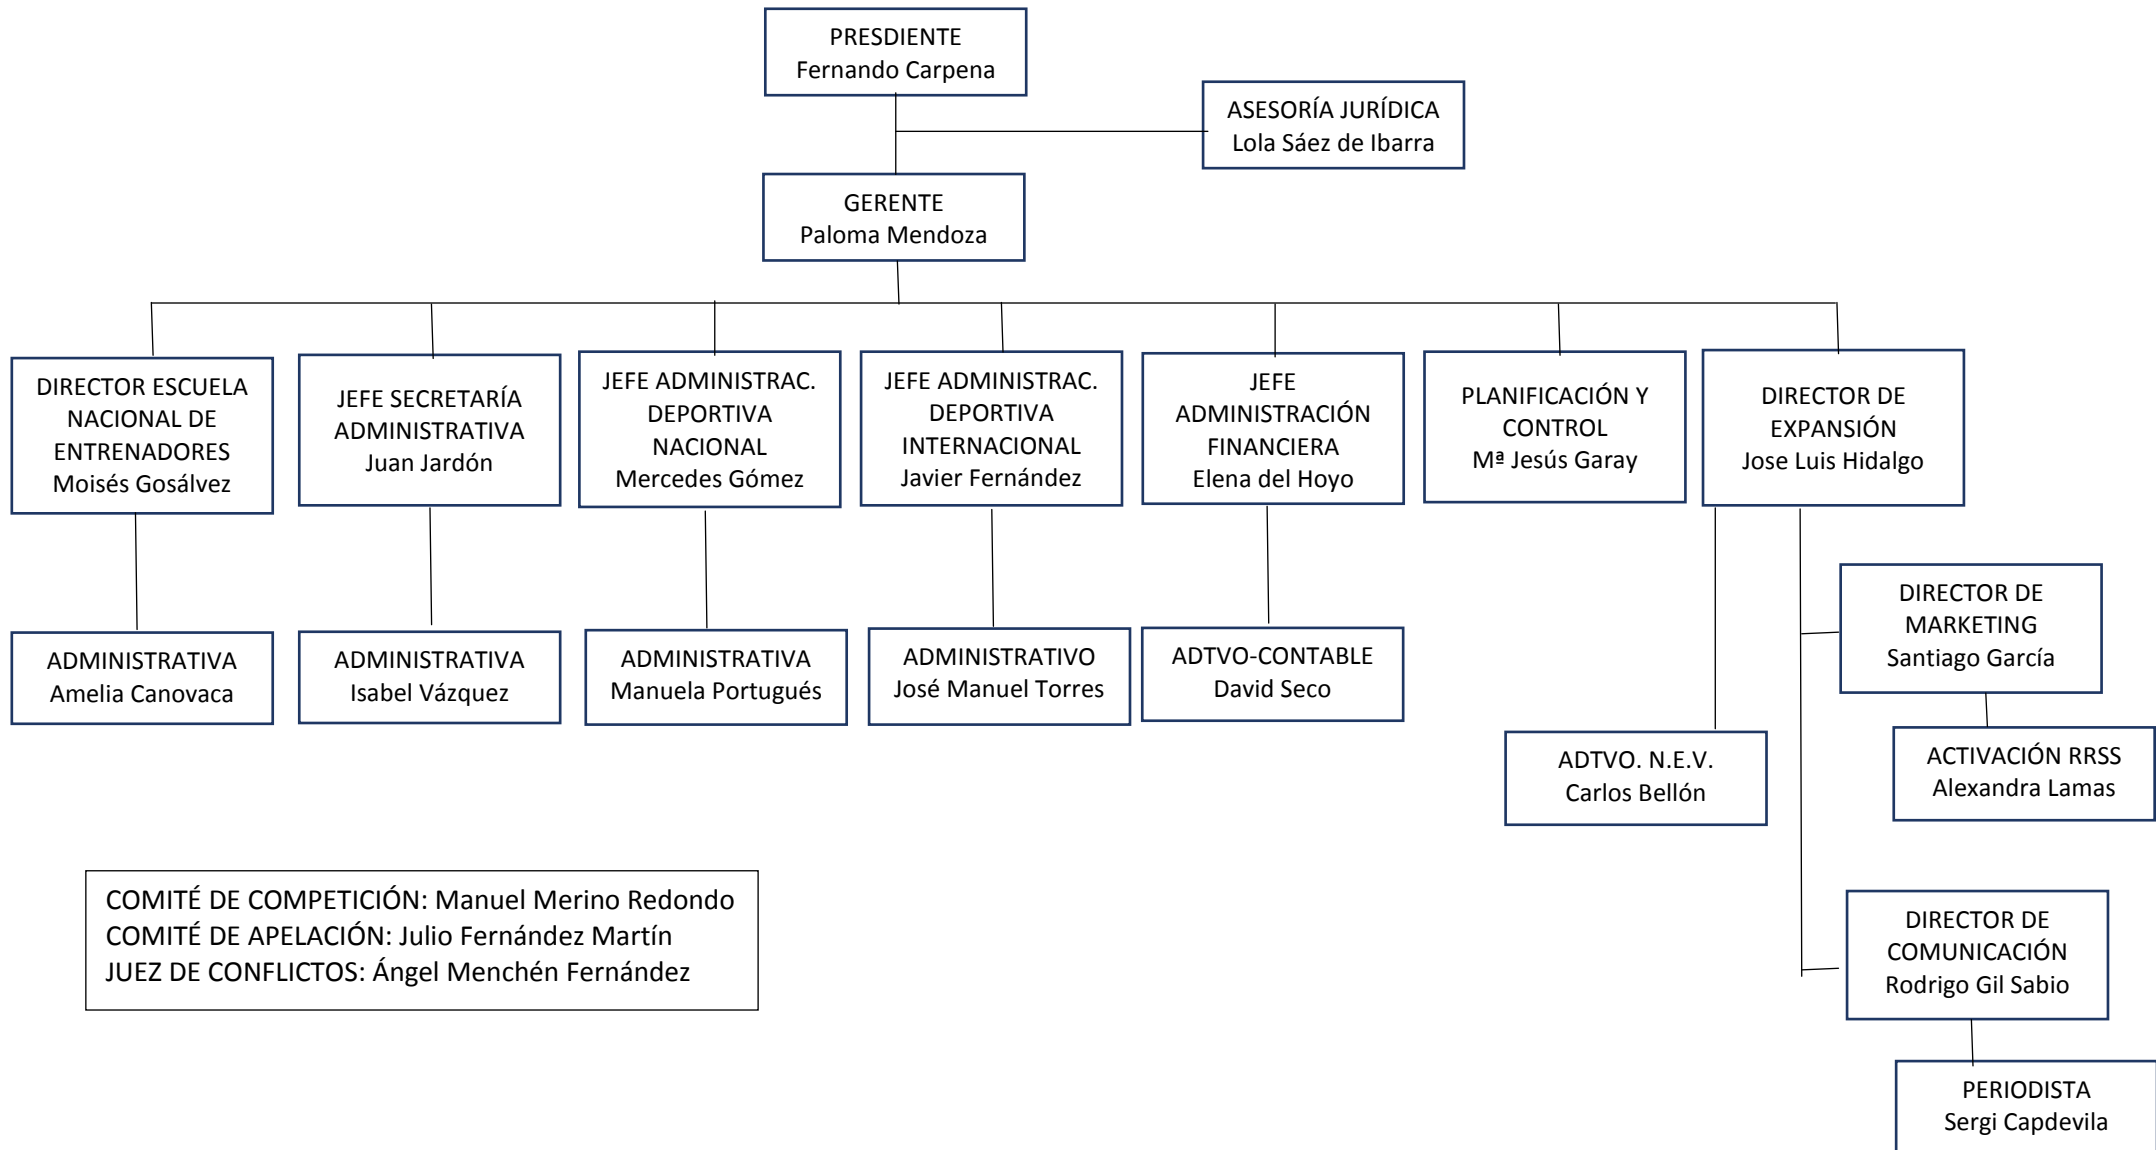 PRESDIENTE
Fernando Carpena
ASESORÍA JURÍDICA
Lola Sáez de Ibarra
GERENTE
Paloma Mendoza
DIRECTOR ESCUELA
NACIONAL DE
ENTRENADORES
Moisés Gosálvez
JEFE SECRETARÍA
ADMINISTRATIVA
Juan Jardón
JEFE ADMINISTRAC.
DEPORTIVA
NACIONAL
Mercedes Gómez
JEFE ADMINISTRAC.
DEPORTIVA
INTERNACIONAL
Javier Fernández
JEFE
ADMINISTRACIÓN
FINANCIERA
Elena del Hoyo
PLANIFICACIÓN Y
CONTROL
Mª Jesús Garay
DIRECTOR DE
EXPANSIÓN
Jose Luis Hidalgo
ADMINISTRATIVA
Amelia Canovaca
ADMINISTRATIVA
Isabel Vázquez
ADMINISTRATIVA
Manuela Portugués
ADMINISTRATIVO
José Manuel Torres
ADTVO-CONTABLE
David Seco
DIRECTOR DE
MARKETING
Santiago García
ADTVO. N.E.V.
Carlos Bellón
ACTIVACIÓN RRSS
Alexandra Lamas
COMITÉ DE COMPETICIÓN: Manuel Merino Redondo
COMITÉ DE APELACIÓN: Julio Fernández Martín
JUEZ DE CONFLICTOS: Ángel Menchén Fernández
DIRECTOR DE
COMUNICACIÓN
Rodrigo Gil Sabio
PERIODISTA
Sergi Capdevila